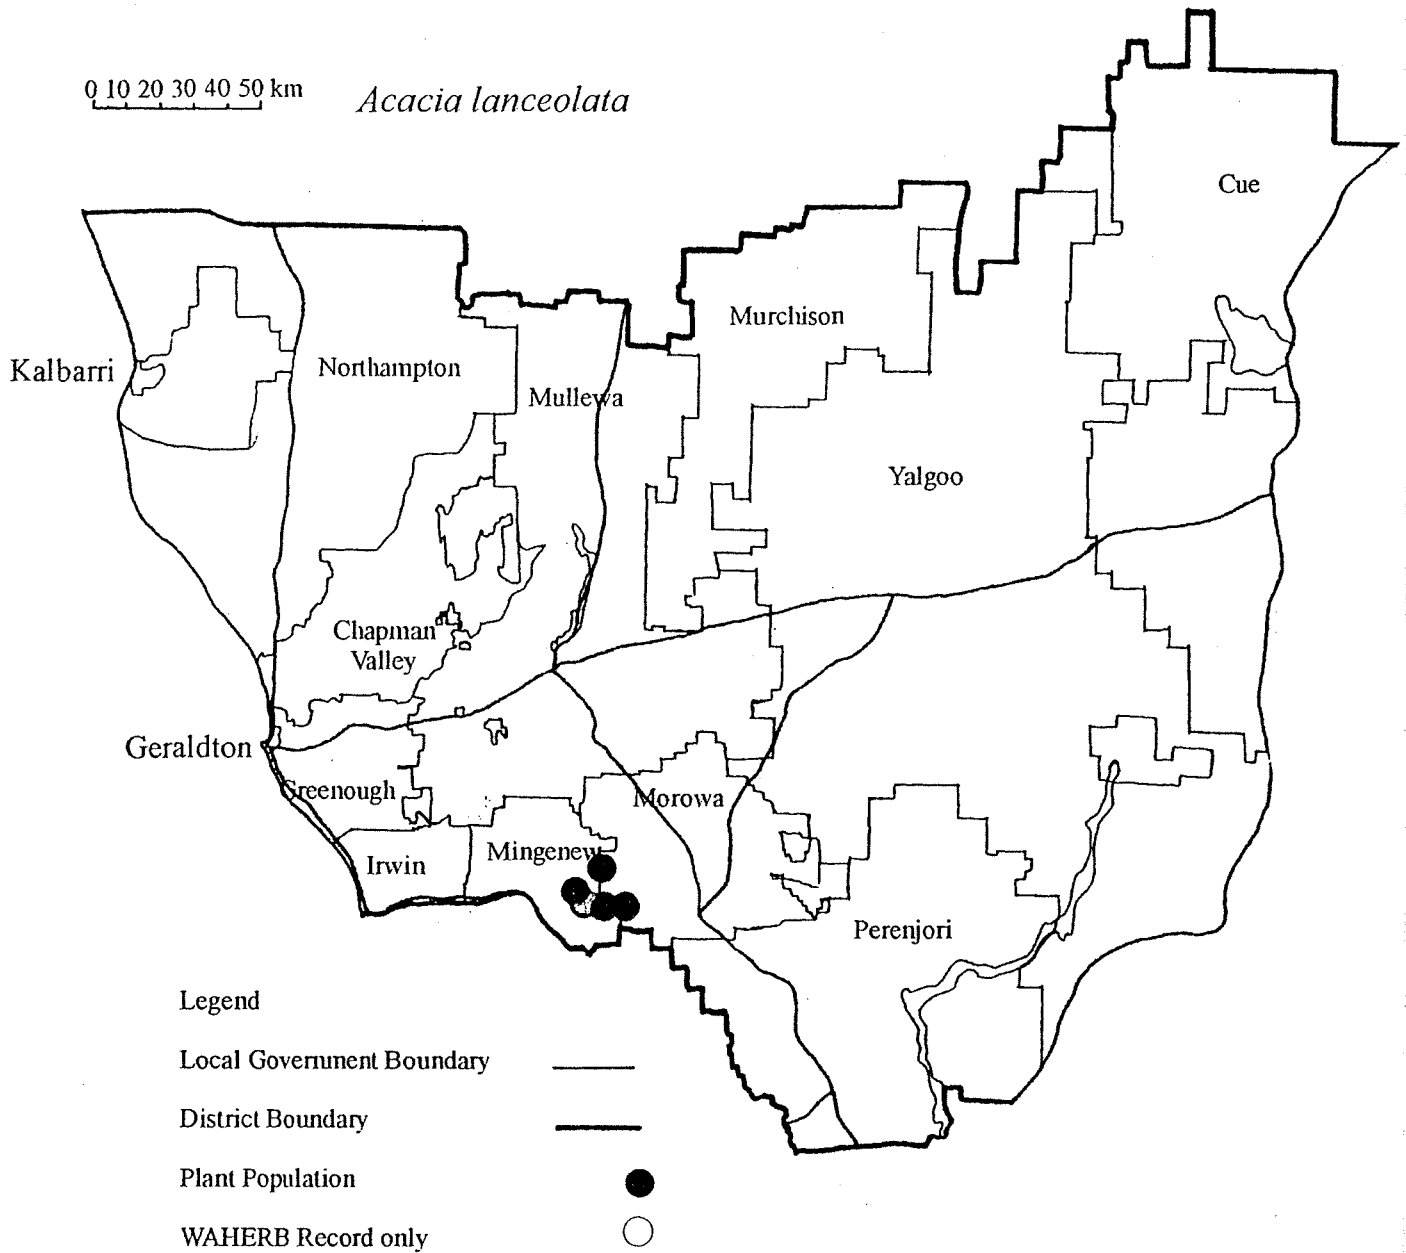 0 10 20 30 40 50 km
Acacia lanceolata
Cue
Murchison
Kalbarri
Northampton
Mullewa
Yalgoo
Chapman
Valley
Geraldton
Greenough
Morowa
Mingenew
Irwin
Perenjori
Legend
Local Government Boundary
District Boundary
Plant Population
WAHERB Record only